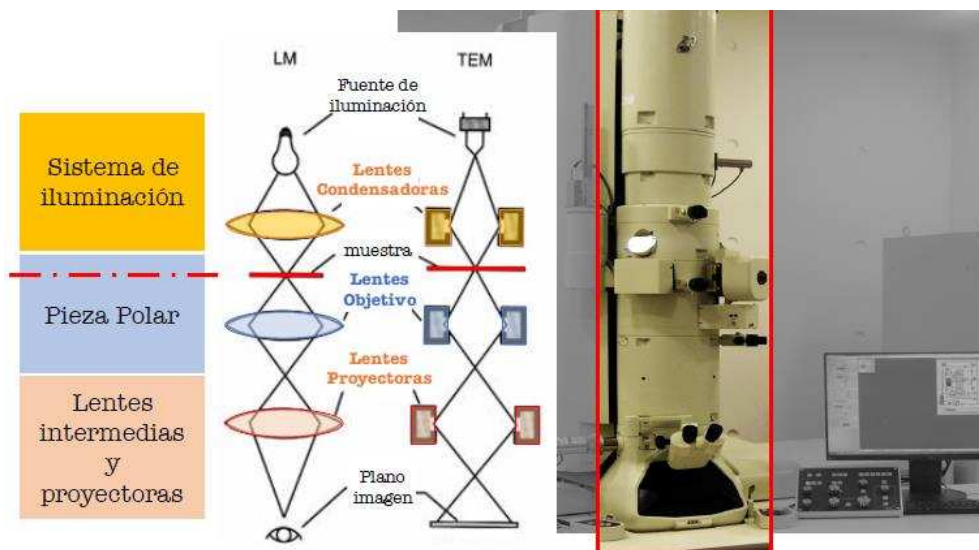 LM
TEM
Fuente de
iluminación
Sistema de
iluminación
Lentes
Condensadoras
muestra
Pieza Polar
Lentes
Objetivo
Lentes
Proyectoras
Lentes
intermedias
y
proyectoras
Plano
imagen